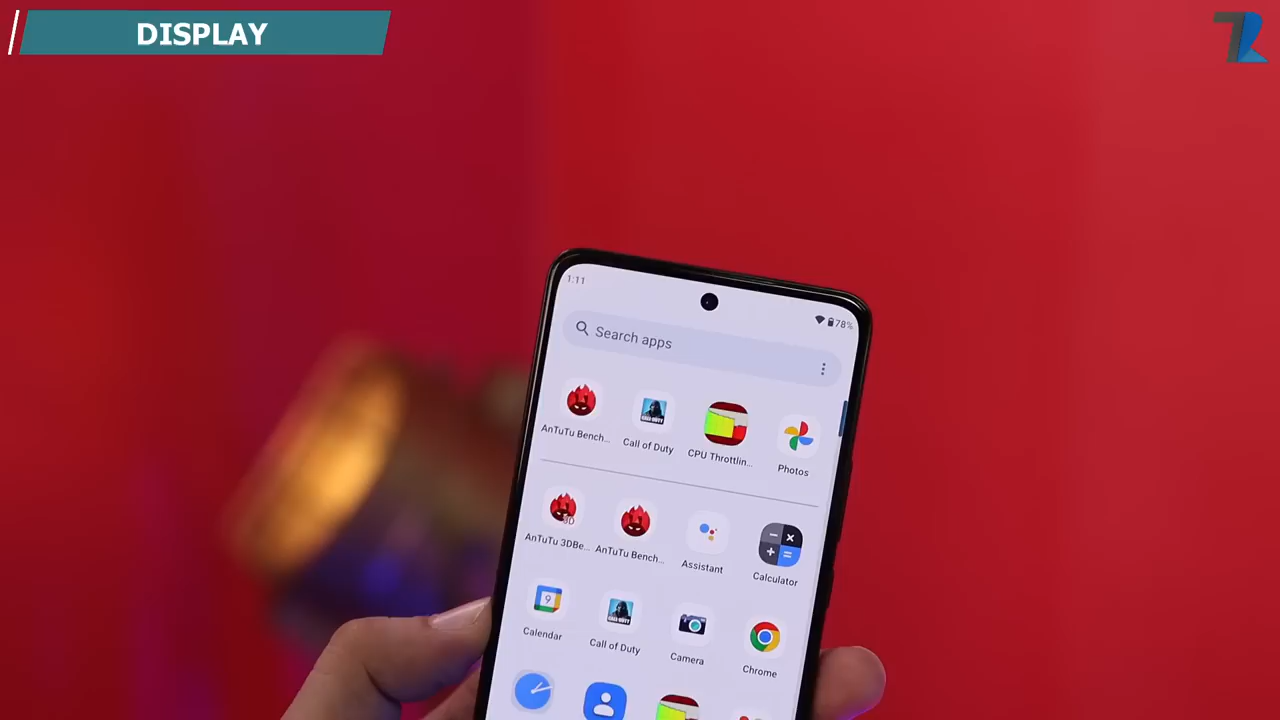 DISPLAY
1:11
78%
Search apps
AnTuTu Bench...
Call of Duty
CPU Throttlin...
Photos
AnTuTu 3DBe...
AnTuTu Bench...
Assistant
Calculator
Calendar
Call of Duty
Camera
Chrome